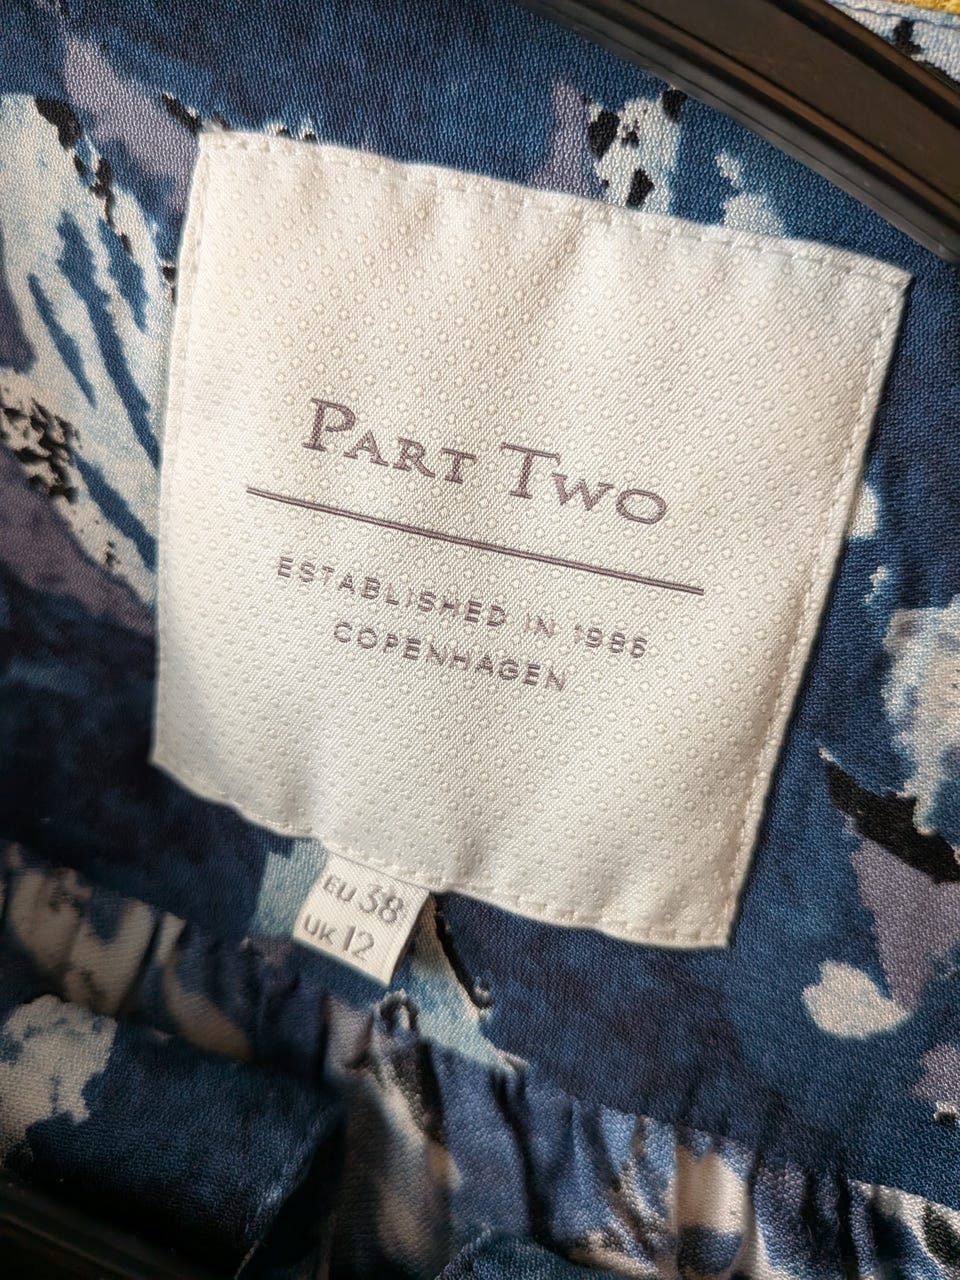 PART TWO
ESTABLISHED IN 1986
COPENHAGEN
EU 38
UK 12